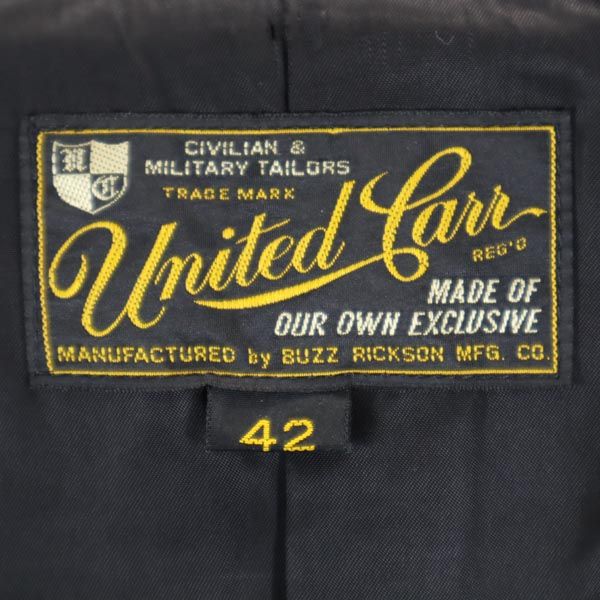 CIVILIAN &
MILITARY TAILORS
TRADE MARK
United Carr
REG'D
MADE OF
OUR OWN EXCLUSIVE
MANUFACTURED by BUZZ RICKSON MFG. CO.
42